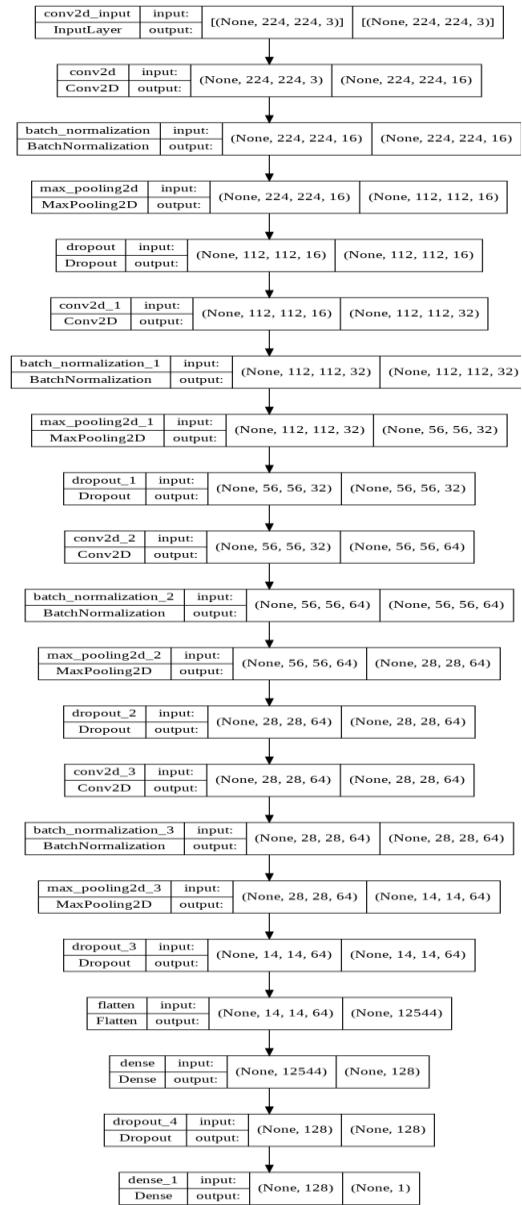 conv2d_input input: [(None, 224, 224, 3)] [(None, 224, 224, 3)]
InputLayer output:
conv2d input: (None, 224, 224, 3) (None, 224, 224, 16)
Conv2D output:
batch_normalization input: (None, 224, 224, 16) (None, 224, 224, 16)
BatchNormalization output:
max_pooling2d input: (None, 224, 224, 16) (None, 112, 112, 16)
MaxPooling2D output:
dropout input: (None, 112, 112, 16) (None, 112, 112, 16)
Dropout output:
conv2d_1 input: (None, 112, 112, 16) (None, 112, 112, 32)
Conv2D output:
batch_normalization_1 input: (None, 112, 112, 32) (None, 112, 112, 32)
BatchNormalization output:
max_pooling2d_1 input: (None, 112, 112, 32) (None, 56, 56, 32)
MaxPooling2D output:
dropout_1 input: (None, 56, 56, 32) (None, 56, 56, 32)
Dropout output:
conv2d_2 input: (None, 56, 56, 32) (None, 56, 56, 64)
Conv2D output:
batch_normalization_2 input: (None, 56, 56, 64) (None, 56, 56, 64)
BatchNormalization output:
max_pooling2d_2 input: (None, 56, 56, 64) (None, 28, 28, 64)
MaxPooling2D output:
dropout_2 input: (None, 28, 28, 64) (None, 28, 28, 64)
Dropout output:
conv2d_3 input: (None, 28, 28, 64) (None, 28, 28, 64)
Conv2D output:
batch_normalization_3 input: (None, 28, 28, 64) (None, 28, 28, 64)
BatchNormalization output:
max_pooling2d_3 input: (None, 28, 28, 64) (None, 14, 14, 64)
MaxPooling2D output:
dropout_3 input: (None, 14, 14, 64) (None, 14, 14, 64)
Dropout output:
flatten input: (None, 14, 14, 64) (None, 12544)
Flatten output:
dense input: (None, 12544) (None, 128)
Dense output:
dropout_4 input: (None, 128) (None, 128)
Dropout output:
dense_1 input: (None, 128) (None, 1)
Dense output: